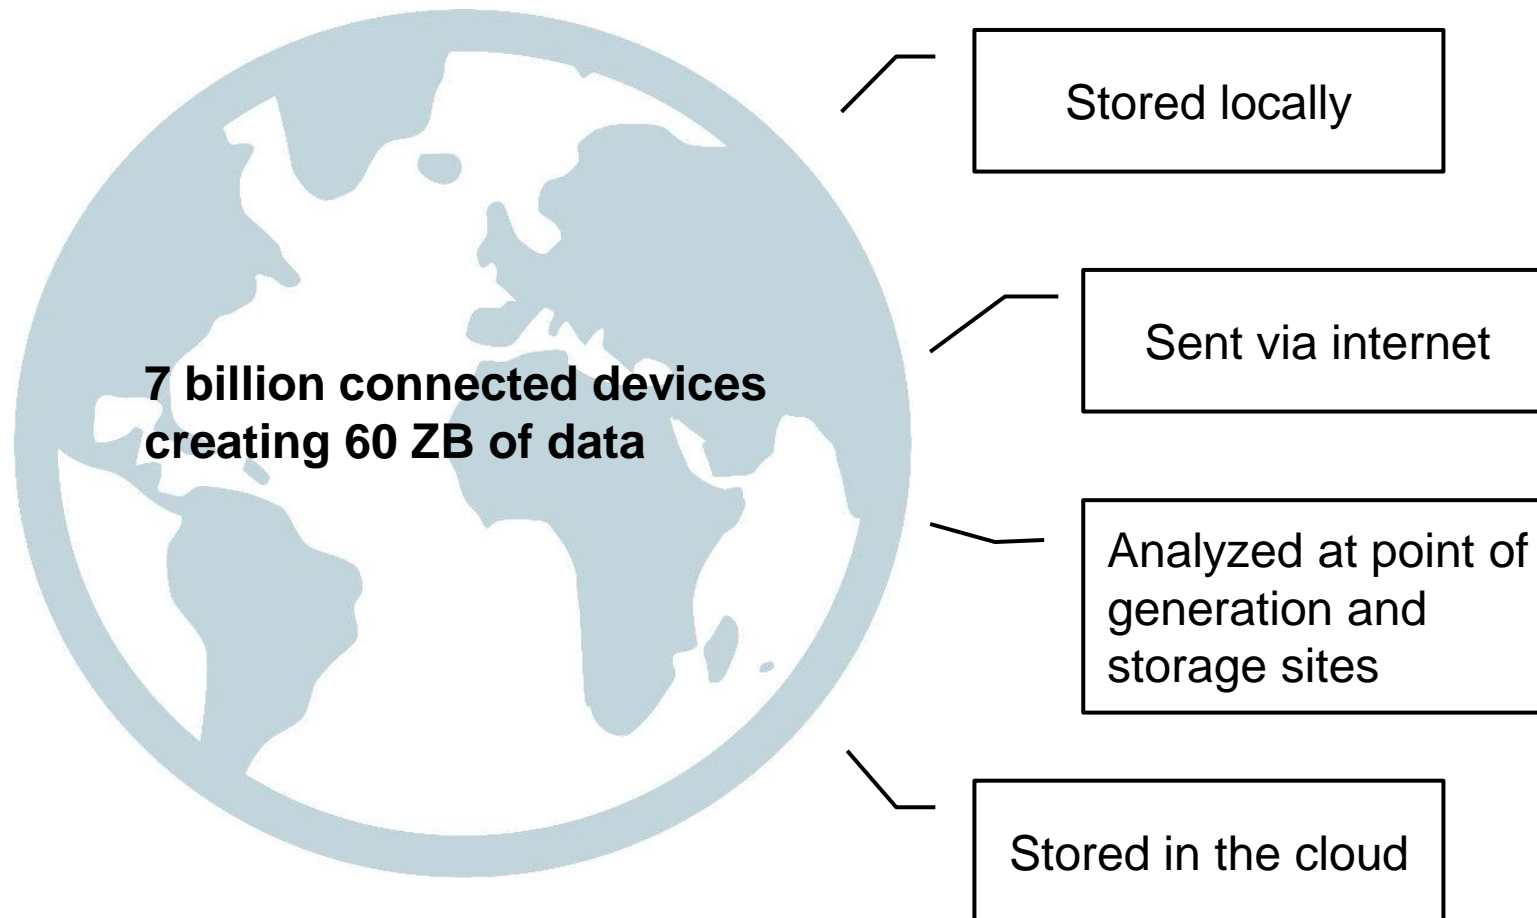 Stored locally
Sent via internet
7 billion connected devices
creating 60 ZB of data
Analyzed at point of
generation and
storage sites
Stored in the cloud